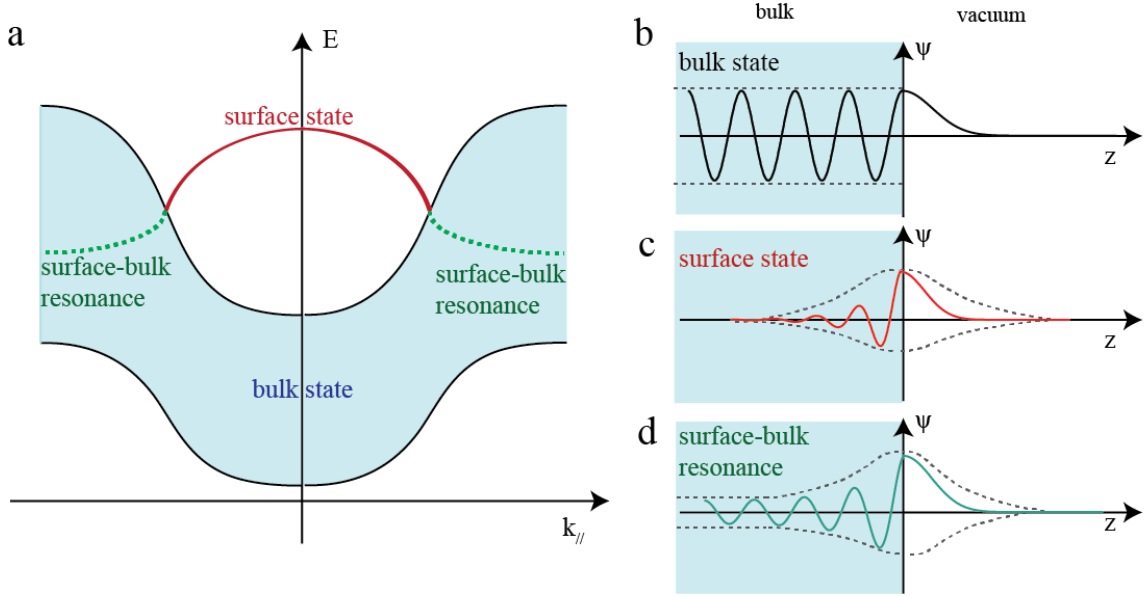 a
E
surface state
surface-bulk
resonance
surface-bulk
resonance
bulk state
k//
bulk
vacuum
b
ψ
bulk state
z
c
ψ
surface state
z
d
ψ
surface-bulk
resonance
z